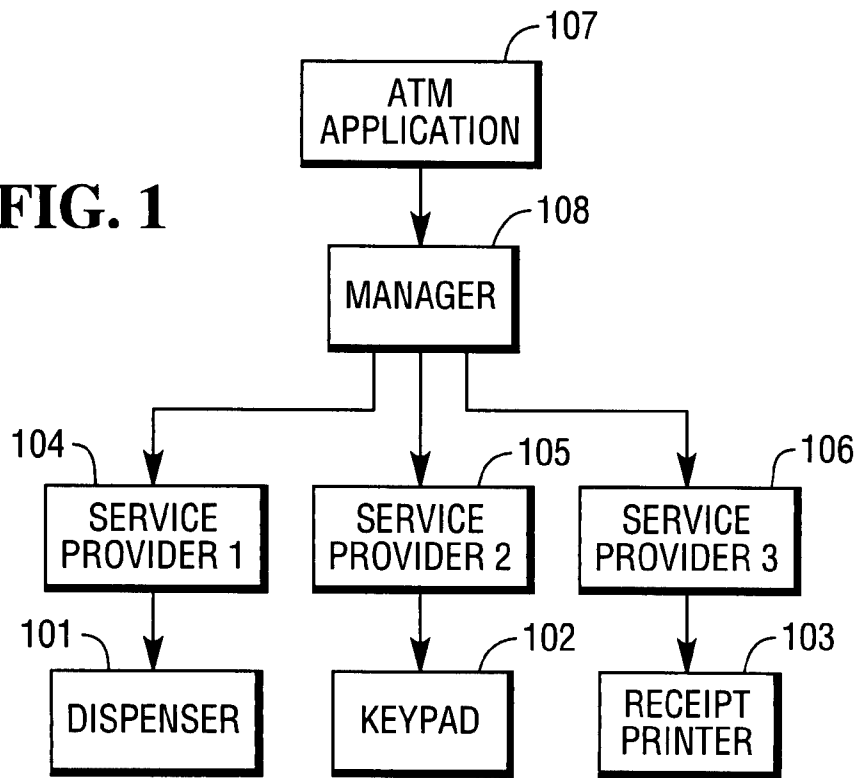 107
ATM
APPLICATION
FIG. 1
108
MANAGER
104
105
106
SERVICE
PROVIDER 1
SERVICE
PROVIDER 2
SERVICE
PROVIDER 3
101
102
103
DISPENSER
KEYPAD
RECEIPT
PRINTER